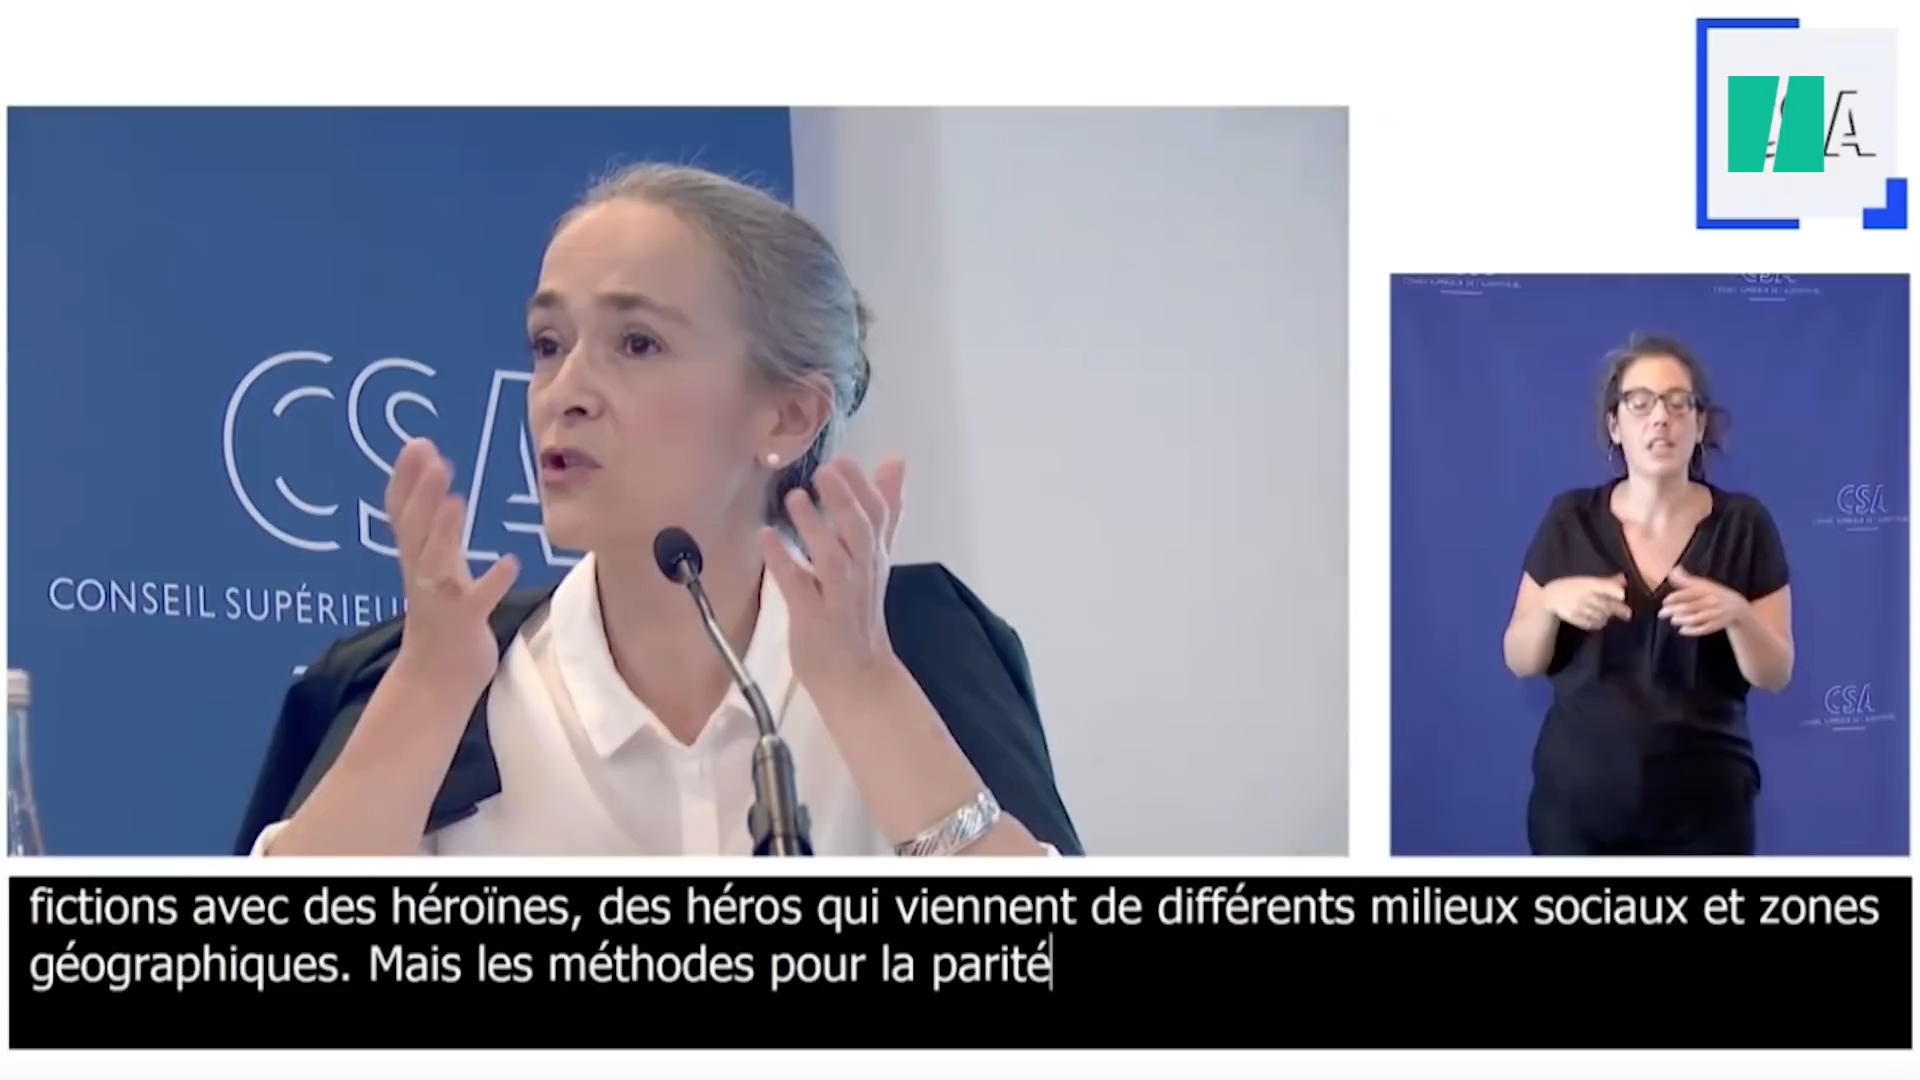 A
CSA
CONSEIL SUPÉRIEU
CSA
CSA
CSA
fictions avec des héroïnes, des héros qui viennent de différents milieux sociaux et zones
géographiques. Mais les méthodes pour la parité